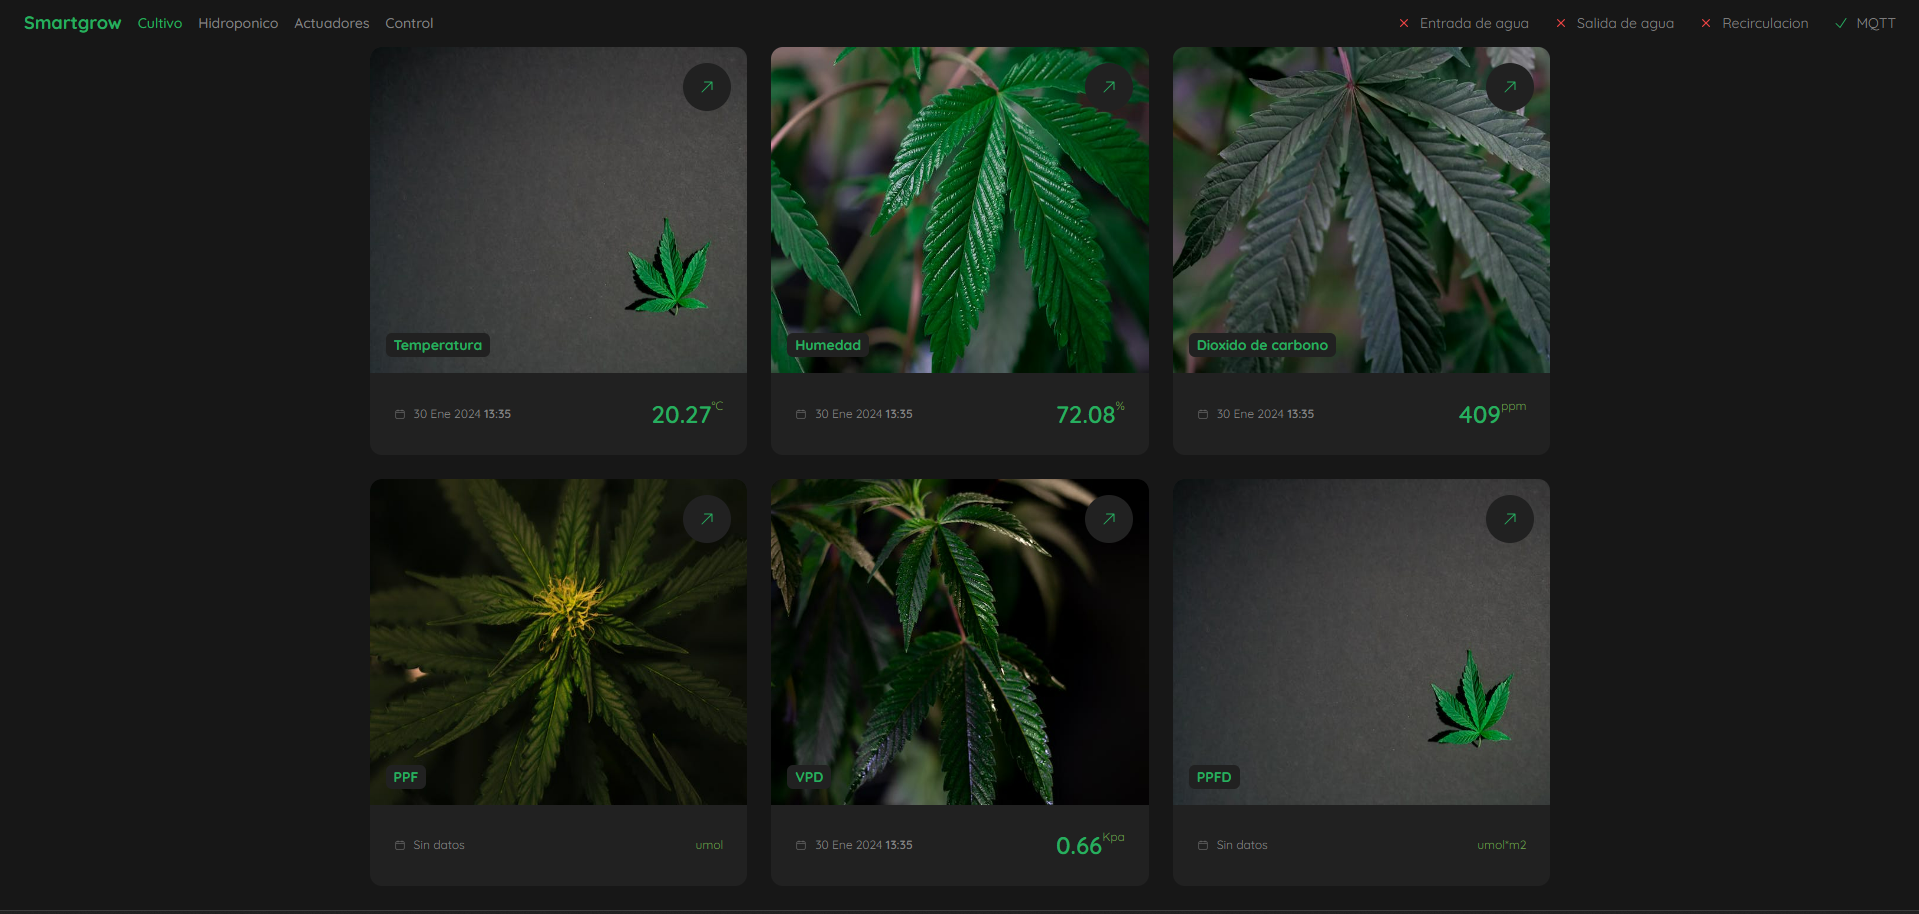 Smartgrow Cultivo Hidroponico Actuadores Control Entrada de agua Salida de agua Recirculacion MQTT
Temperatura
30 Ene 2024 13:35 20.27°C
Humedad
30 Ene 2024 13:35 72.08%
Dioxido de carbono
30 Ene 2024 13:35 409ppm
PPF
Sin datos umol
VPD
30 Ene 2024 13:35 0.66Kpa
PPFD
Sin datos umol*m2